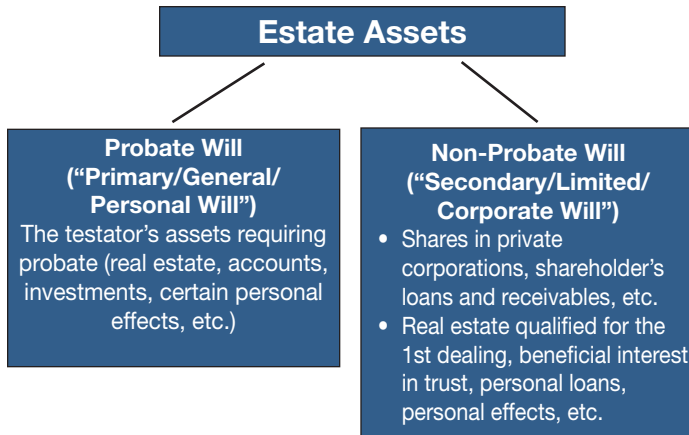 Estate Assets
Probate Will
(“Primary/General/
Personal Will”)
The testator’s assets requiring
probate (real estate, accounts,
investments, certain personal
effects, etc.)
Non-Probate Will
(“Secondary/Limited/
Corporate Will”)
• Shares in private
corporations, shareholder’s
loans and receivables, etc.
• Real estate qualified for the
1st dealing, beneficial interest
in trust, personal loans,
personal effects, etc.